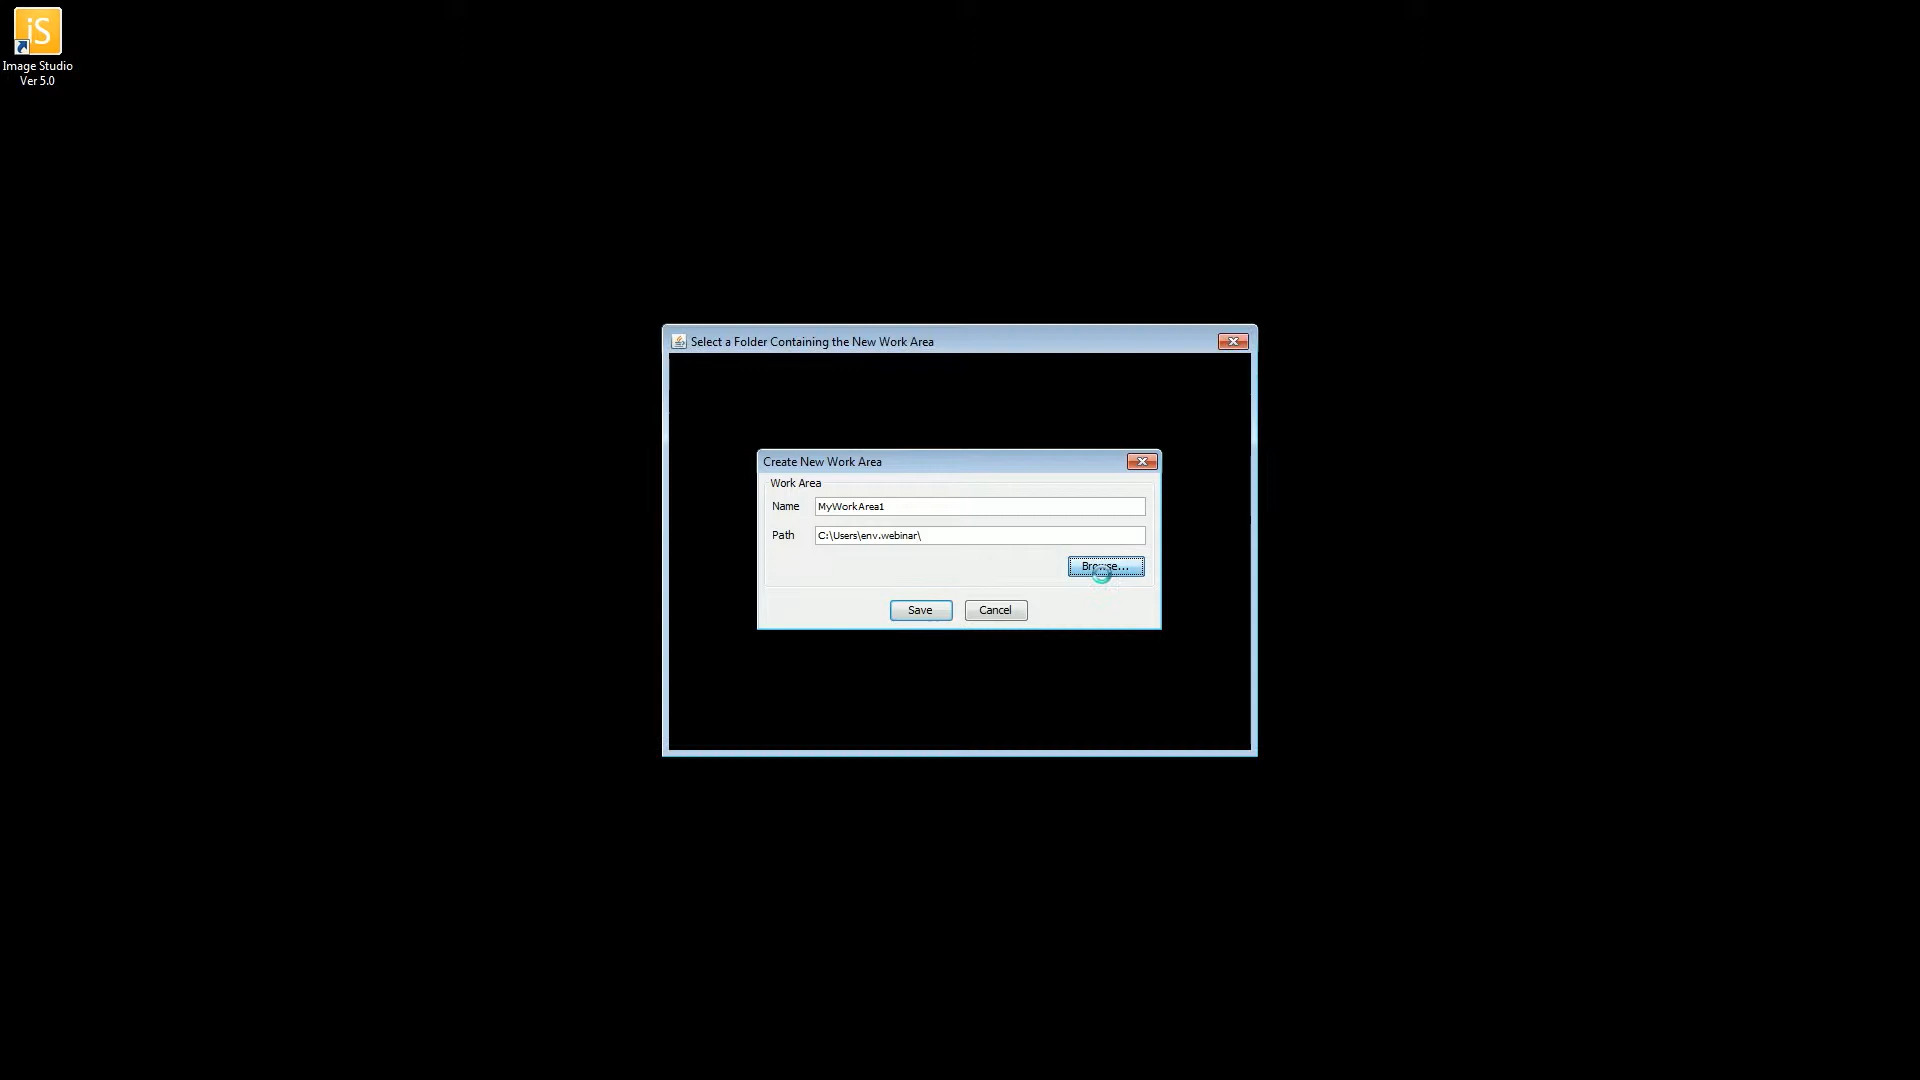 iS
Image Studio
Ver 5.0
Select a Folder Containing the New Work Area
Create New Work Area
Work Area
Name MyWorkArea1
Path C:\Users\env.webinar\
Browse...
Save Cancel